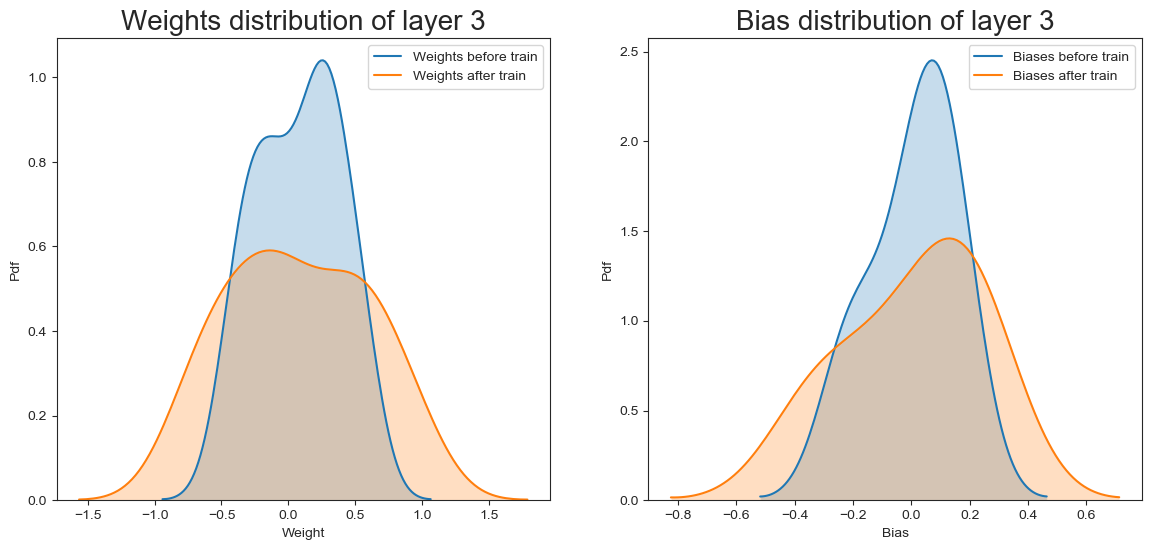 Weights distribution of layer 3
Weights before train
Weights after train
1.0
0.8
0.6
0.4
0.2
0.0
Pdf
−1.5 −1.0 −0.5 0.0 0.5 1.0 1.5
Weight
Bias distribution of layer 3
Biases before train
Biases after train
2.5
2.0
1.5
1.0
0.5
0.0
Pdf
−0.8 −0.6 −0.4 −0.2 0.0 0.2 0.4 0.6
Bias